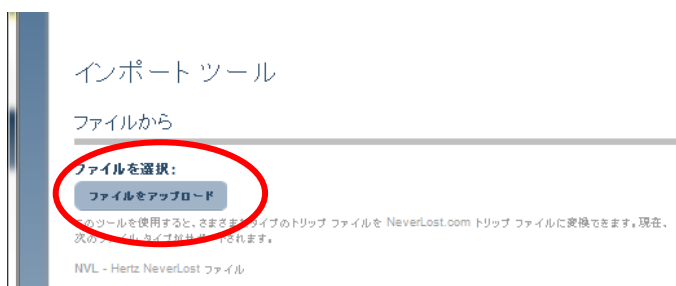 インポート ツール
ファイルから
ファイルを選択:
ファイルをアップロード
このツールを使用すると、さまざまなタイプのトリップ ファイルを NeverLost.com トリップ ファイルに変換できます。現在、
次のファイル タイプがサポートされます。
NVL - Hertz NeverLost ファイル